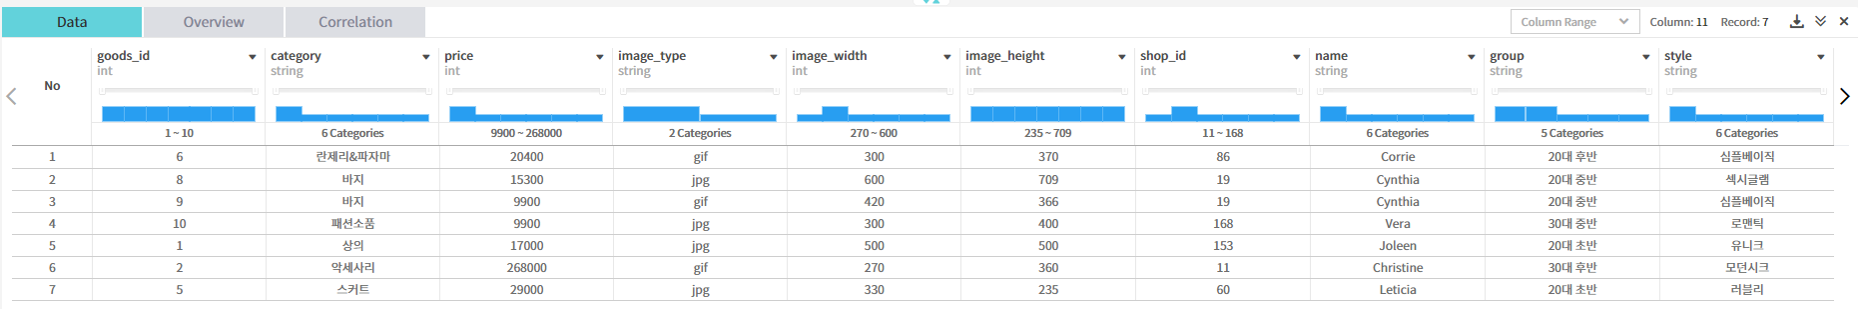 Data Overview Correlation Column Range Column: 11 Record: 7
No goods_id category price image_type image_width image_height shop_id name group style
int string int string int int int string string string
1 ~ 10 6 Categories 9900 ~ 268000 2 Categories 270 ~ 600 235 ~ 709 11 ~ 168 6 Categories 5 Categories 6 Categories
1 6 란제리&파자마 20400 gif 300 370 86 Corrie 20대 후반 심플베이직
2 8 바지 15300 jpg 600 709 19 Cynthia 20대 중반 섹시글램
3 9 바지 9900 gif 420 366 19 Cynthia 20대 중반 심플베이직
4 10 패션소품 9900 jpg 300 400 168 Vera 30대 중반 로맨틱
5 1 상의 17000 jpg 500 500 153 Joleen 20대 초반 유니크
6 2 악세사리 268000 gif 270 360 11 Christine 30대 후반 모던시크
7 5 스커트 29000 jpg 330 235 60 Leticia 20대 초반 러블리